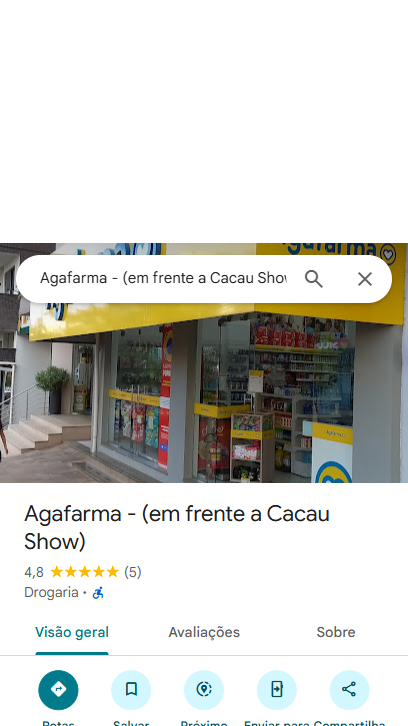 agafarma
Agafarma - (em frente a Cacau Show
Agafarma - (em frente a Cacau
Show)
4,8 (5)
Drogaria ·
Visão geral Avaliações Sobre
Rotas Salvar Próximo Enviar para Compartilha